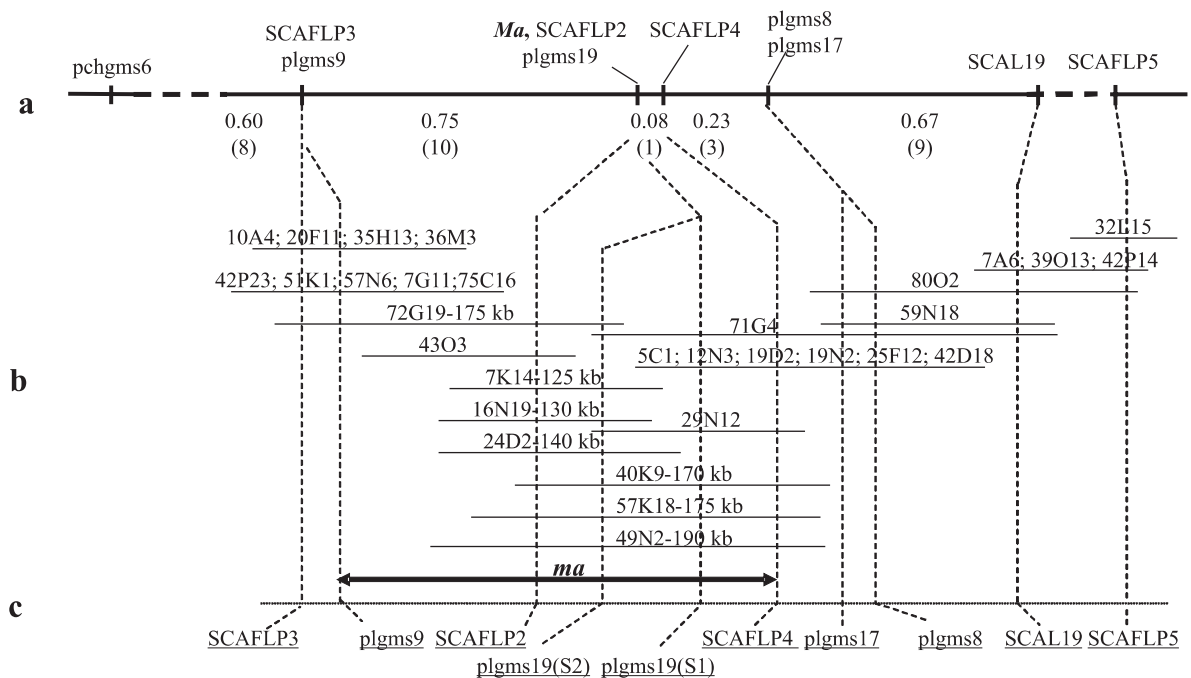 pchgms6
SCAFLP3
plgms9
Ma, SCAFLP2
plgms19
SCAFLP4
plgms8
plgms17
SCAL19
SCAFLP5
a
0.60
(8)
0.75
(10)
0.08
(1)
0.23
(3)
0.67
(9)
b
10A4; 20F11; 35H13; 36M3
32L15
7A6; 39O13; 42P14
42P23; 51K1; 57N6; 7G11;75C16
80O2
72G19-175 kb
71G4
59N18
43O3
5C1; 12N3; 19D2; 19N2; 25F12; 42D18
7K14-125 kb
16N19-130 kb
29N12
24D2-140 kb
40K9-170 kb
57K18-175 kb
49N2-190 kb
ma
c
SCAFLP3
plgms9
SCAFLP2
plgms19(S2)
plgms19(S1)
SCAFLP4
plgms17
plgms8
SCAL19
SCAFLP5